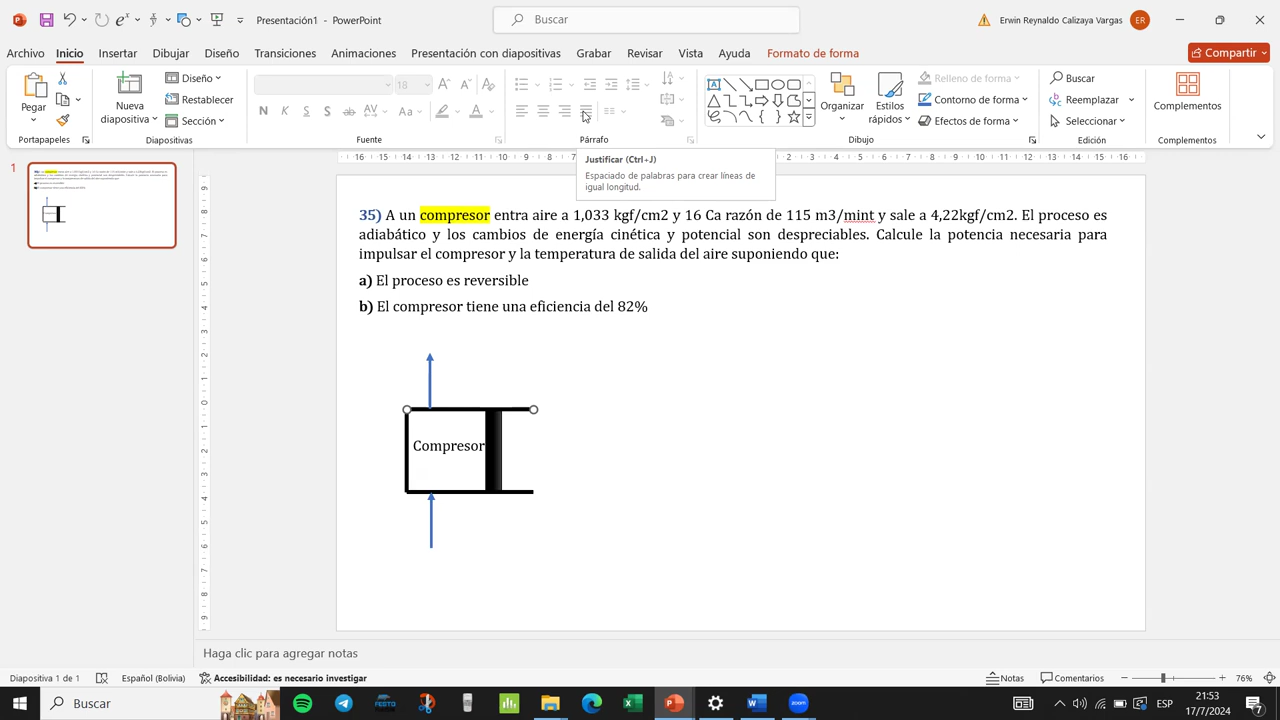 Presentación1 - PowerPoint
Buscar
Erwin Reynaldo Calizaya Vargas
ER
Archivo Inicio Insertar Dibujar Diseño Transiciones Animaciones Presentación con diapositivas Grabar Revisar Vista Ayuda Formato de forma
Compartir
Pegar
Portapapeles
Nueva diapositiva
Diseño
Restablecer
Sección
Diapositivas
18
N K S S AV Aa A
Fuente
Párrafo
Organizar
Estilos rápidos
Relleno de forma
Contorno de forma
Efectos de forma
Dibujo
Buscar
Reemplazar
Seleccionar
Edición
Complementos
Complementos
Justificar (Ctrl+J)
Espaciado de palabras para crear líneas de
igual longitud.
1
35) A un compresor entra aire a 1,033 kgf/cm2 y 16 Ca razón de 115 m3/mint y sale a 4,22kgf/cm2. El proceso es
adiabático y los cambios de energía cinética y potencial son despreciables. Calcule la potencia necesaria para
impulsar el compresor y la temperatura de salida del aire suponiendo que:
a) El proceso es reversible
b) El compresor tiene una eficiencia del 82%
Compresor
Haga clic para agregar notas
Diapositiva 1 de 1
Español (Bolivia)
Accesibilidad: es necesario investigar
Notas
Comentarios
76%
Buscar
FESTO
zoom
ESP
21:53
17/7/2024